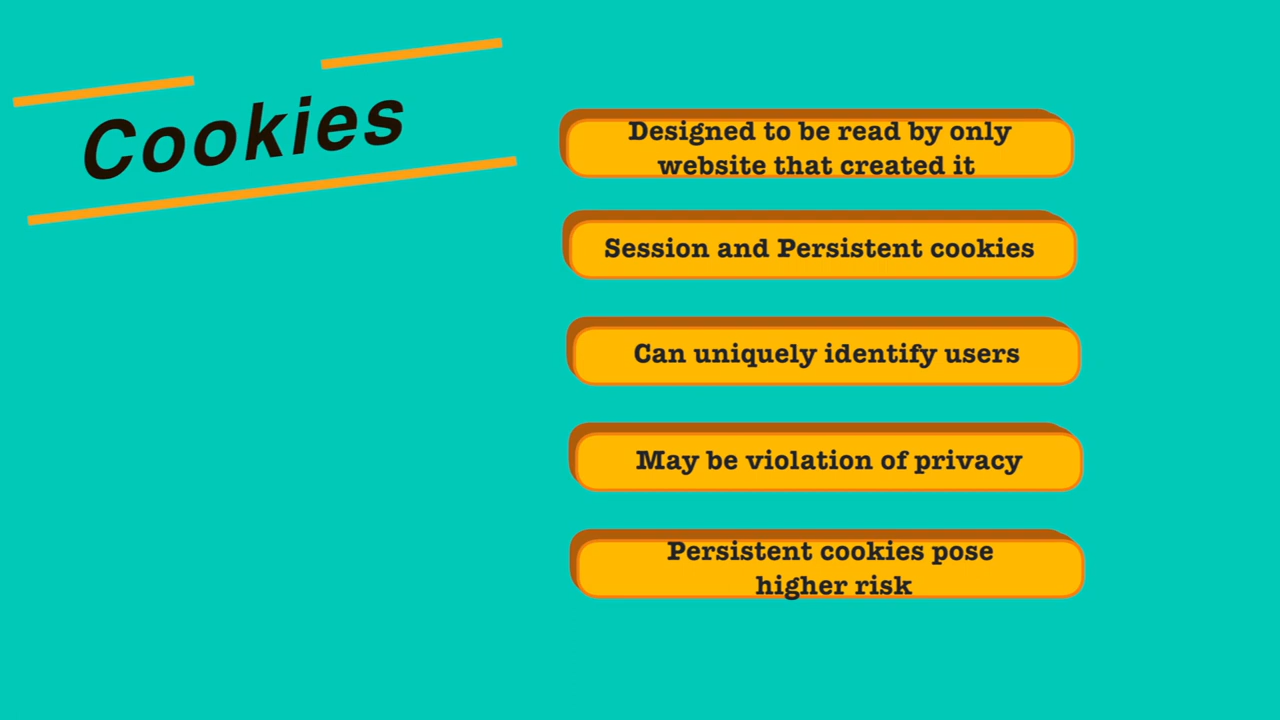 Cookies
Designed to be read by only
website that created it
Session and Persistent cookies
Can uniquely identify users
May be violation of privacy
Persistent cookies pose
higher risk